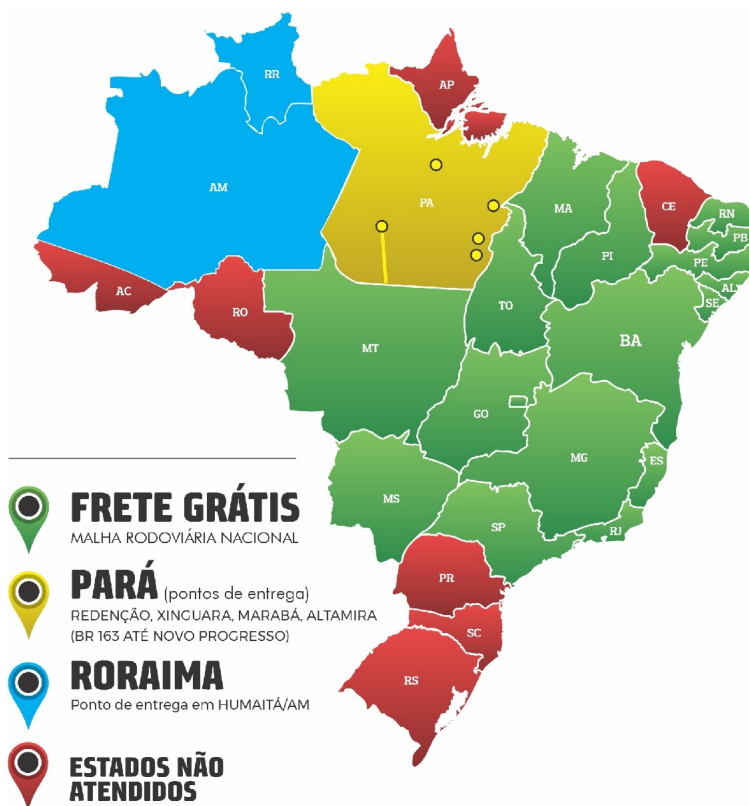 RR
AP
AM
PA
MA
CE
RN
PB
PI
PE
AL
SE
AC
RO
TO
BA
MT
GO
MG
ES
MS
SP
RJ
PR
SC
RS
FRETE GRÁTIS
MALHA RODOVIÁRIA NACIONAL
PARÁ (pontos de entrega)
REDENÇÃO, XINGUARA, MARABÁ, ALTAMIRA
(BR 163 ATÉ NOVO PROGRESSO)
RORAIMA
Ponto de entrega em HUMAITÁ/AM
ESTADOS NÃO
ATENDIDOS